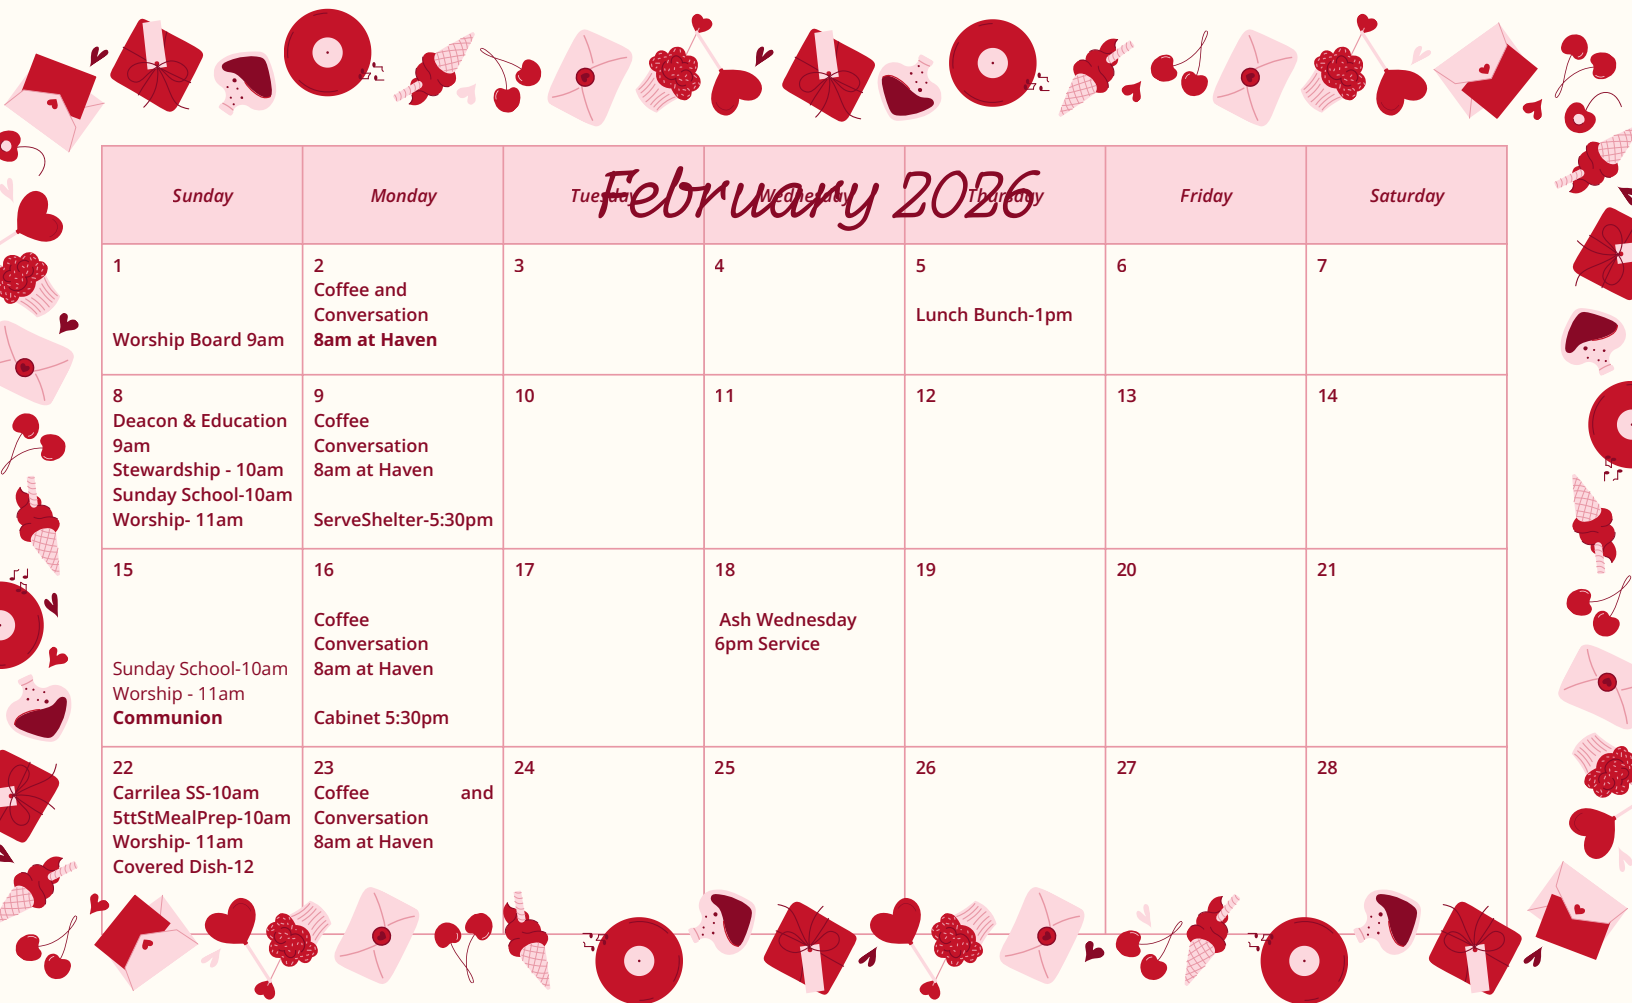 February 2026
Sunday
Monday
Tuesday
Wednesday
Thursday
Friday
Saturday
1
Worship Board 9am
2
Coffee and
Conversation
8am at Haven
3
4
5
Lunch Bunch-1pm
6
7
8
Deacon & Education
9am
Stewardship - 10am
Sunday School-10am
Worship- 11am
9
Coffee
Conversation
8am at Haven
ServeShelter-5:30pm
10
11
12
13
14
15
Sunday School-10am
Worship - 11am
Communion
16
Coffee
Conversation
8am at Haven
Cabinet 5:30pm
17
18
Ash Wednesday
6pm Service
19
20
21
22
Carrilea SS-10am
5ttStMealPrep-10am
Worship- 11am
Covered Dish-12
23
Coffee and
Conversation
8am at Haven
24
25
26
27
28